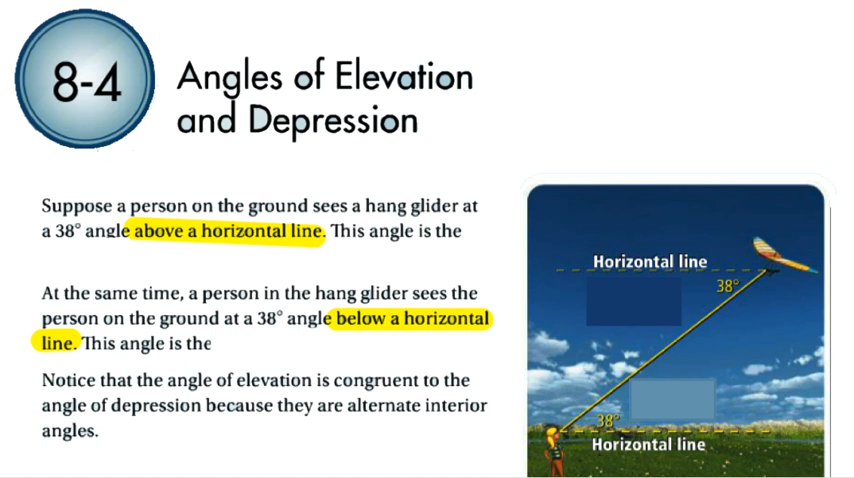 8-4
Angles of Elevation
and Depression
Suppose a person on the ground sees a hang glider at
a 38° angle above a horizontal line. This angle is the
At the same time, a person in the hang glider sees the
person on the ground at a 38° angle below a horizontal
line. This angle is the
Notice that the angle of elevation is congruent to the
angle of depression because they are alternate interior
angles.
Horizontal line
38°
38°
Horizontal line